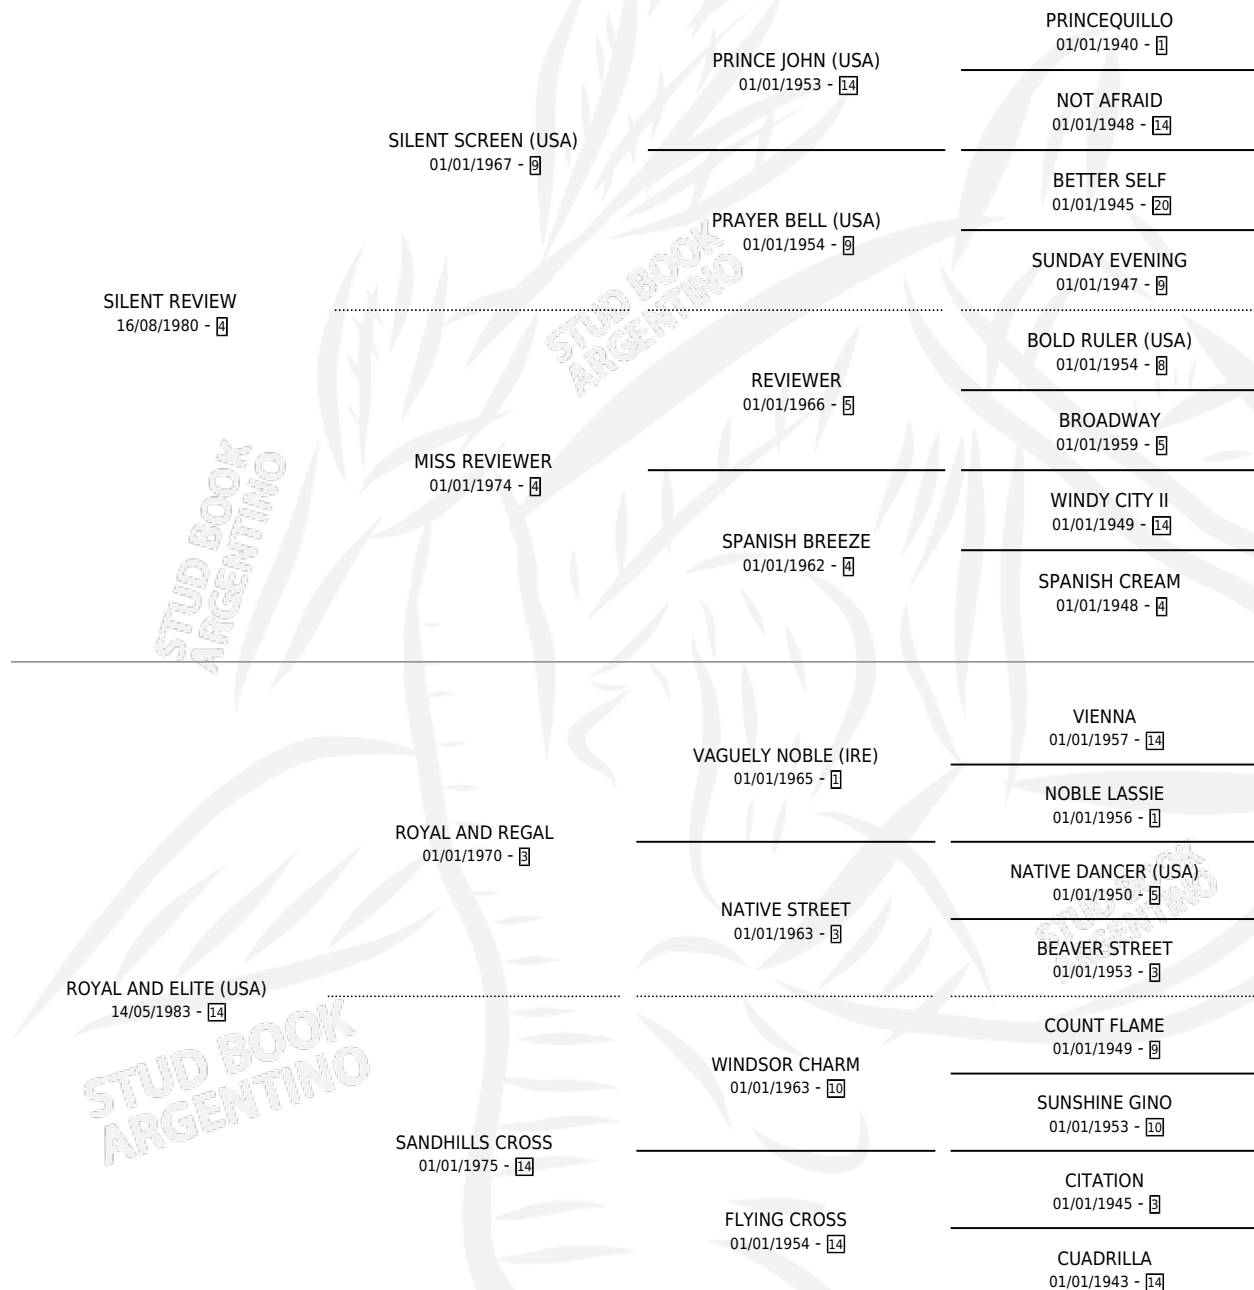 PRINCEQUILLO
01/01/1940 - 1
PRINCE JOHN (USA)
01/01/1953 - 14
NOT AFRAID
01/01/1948 - 14
SILENT SCREEN (USA)
01/01/1967 - 9
BETTER SELF
01/01/1945 - 20
PRAYER BELL (USA)
01/01/1954 - 9
SUNDAY EVENING
01/01/1947 - 9
SILENT REVIEW
16/08/1980 - 4
BOLD RULER (USA)
01/01/1954 - 8
REVIEWER
01/01/1966 - 5
BROADWAY
01/01/1959 - 5
MISS REVIEWER
01/01/1974 - 4
WINDY CITY II
01/01/1949 - 14
SPANISH BREEZE
01/01/1962 - 4
SPANISH CREAM
01/01/1948 - 4
STUD BOOK
ARGENTINO
STUD BOOK
ARGENTINO
VIENNA
01/01/1957 - 14
VAGUELY NOBLE (IRE)
01/01/1965 - 1
NOBLE LASSIE
01/01/1956 - 1
ROYAL AND REGAL
01/01/1970 - 3
NATIVE DANCER (USA)
01/01/1950 - 5
NATIVE STREET
01/01/1963 - 3
BEAVER STREET
01/01/1953 - 3
ROYAL AND ELITE (USA)
14/05/1983 - 14
COUNT FLAME
01/01/1949 - 9
WINDSOR CHARM
01/01/1963 - 10
SUNSHINE GINO
01/01/1953 - 10
SANDHILLS CROSS
01/01/1975 - 14
CITATION
01/01/1945 - 3
FLYING CROSS
01/01/1954 - 14
CUADRILLA
01/01/1943 - 14
STUD BOOK
ARGENTINO
STUD BOOK
ARGENTINO